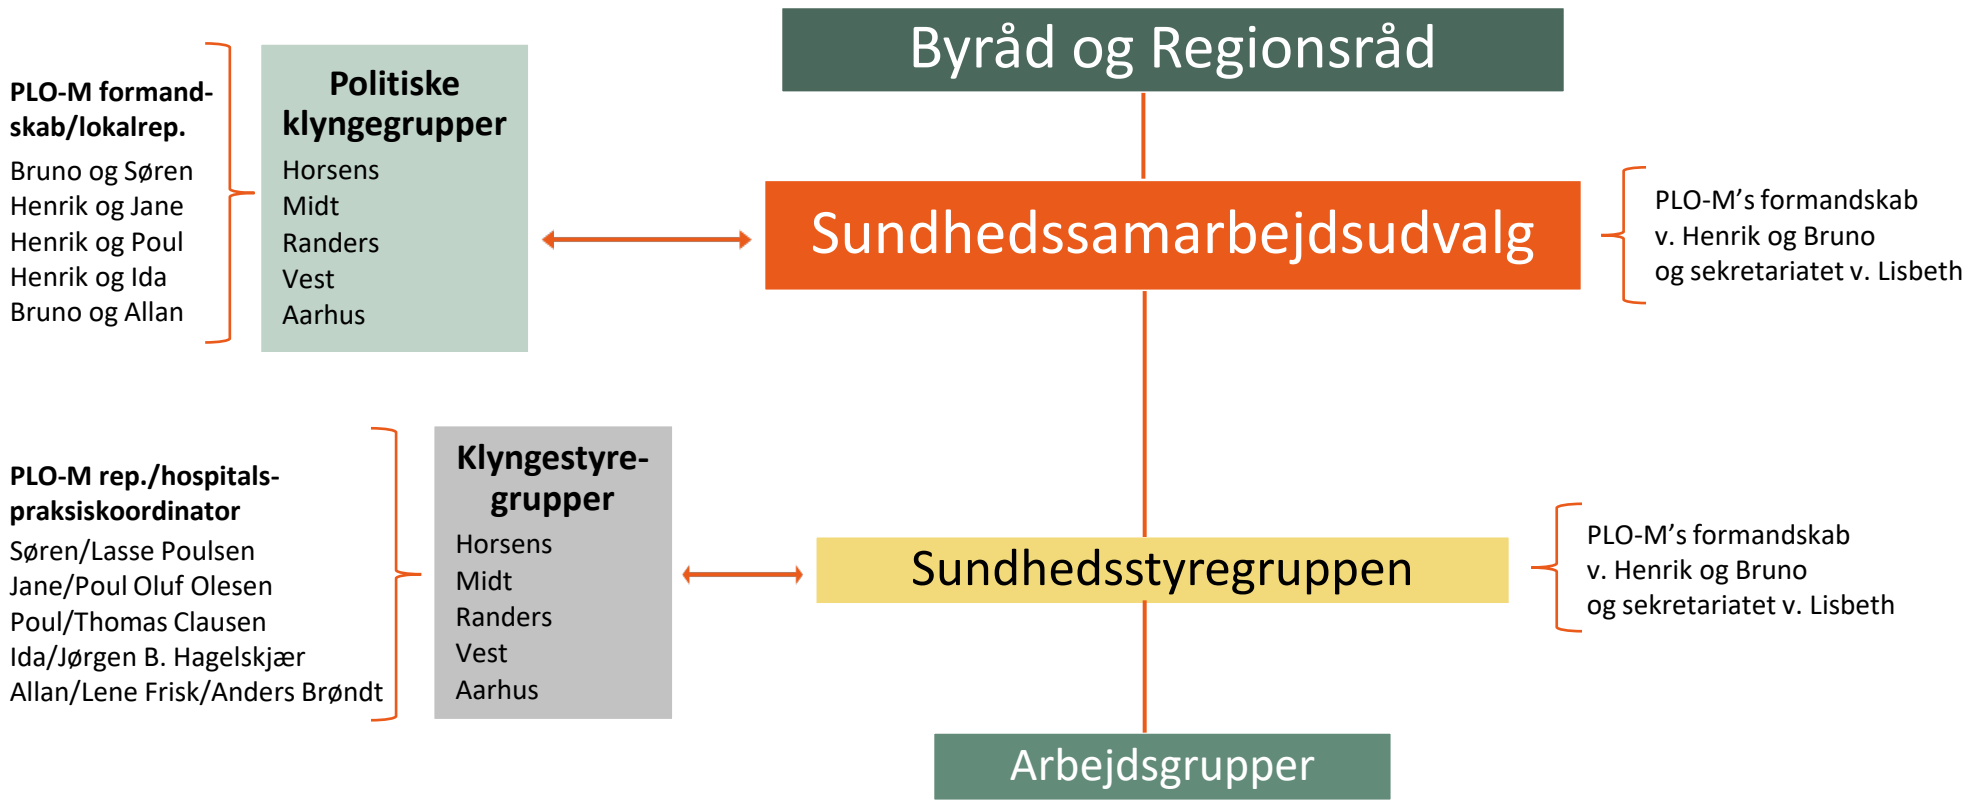 Byråd og Regionsråd
PLO-M formand-
skab/lokalrep.
Bruno og Søren
Henrik og Jane
Henrik og Poul
Henrik og Ida
Bruno og Allan
Politiske
klyngegrupper
Horsens
Midt
Randers
Vest
Aarhus
Sundhedssamarbejdsudvalg
PLO-M’s formandskab
v. Henrik og Bruno
og sekretariatet v. Lisbeth
PLO-M rep./hospitals-
praksiskoordinator
Søren/Lasse Poulsen
Jane/Poul Oluf Olesen
Poul/Thomas Clausen
Ida/Jørgen B. Hagelskjær
Allan/Lene Frisk/Anders Brøndt
Klyngestyre-
grupper
Horsens
Midt
Randers
Vest
Aarhus
Sundhedsstyregruppen
PLO-M’s formandskab
v. Henrik og Bruno
og sekretariatet v. Lisbeth
Arbejdsgrupper